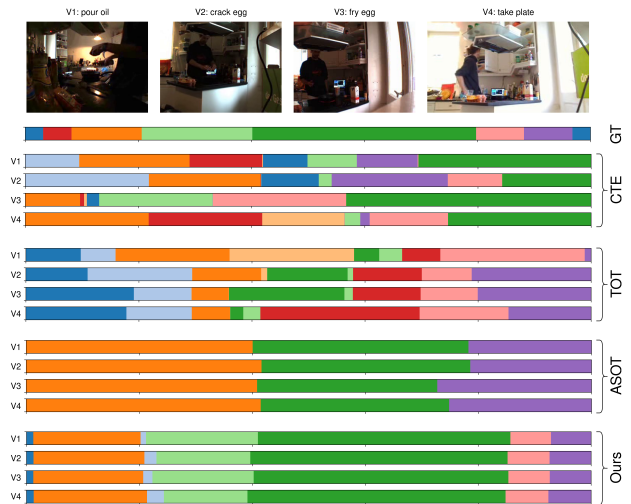 V1: pour oil
V2: crack egg
V3: fry egg
V4: take plate
GT
V1
V2
V3
V4
CTE
V1
V2
V3
V4
TOT
V1
V2
V3
V4
ASOT
V1
V2
V3
V4
Ours